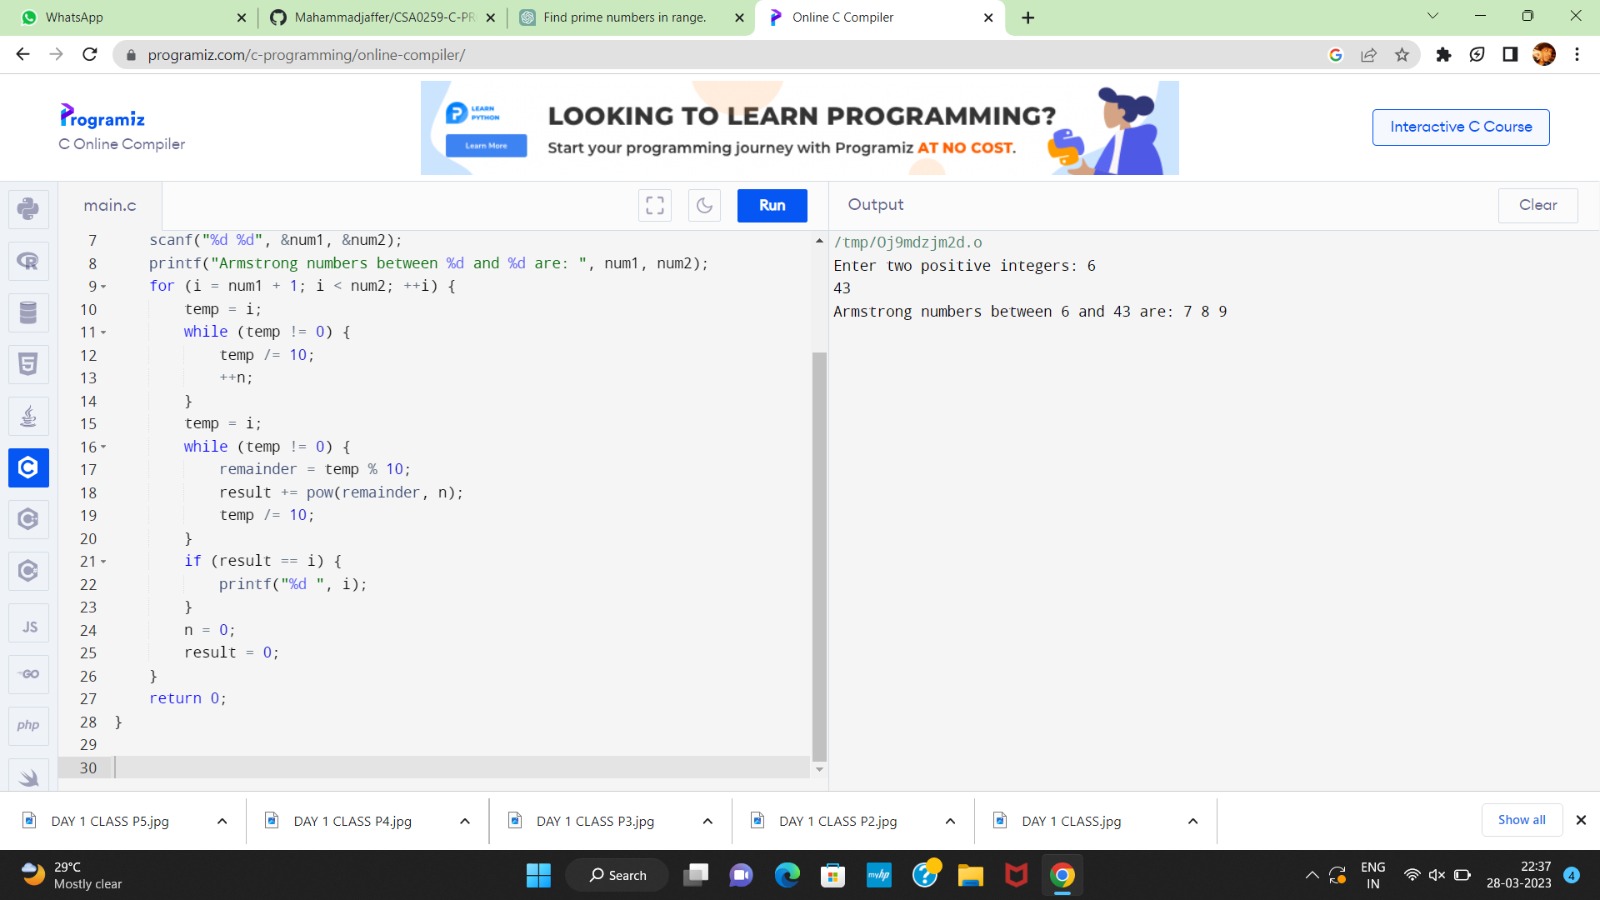 WhatsApp
Mahammadjaffer/CSA0259-C-PR
Find prime numbers in range.
Online C Compiler
programiz.com/c-programming/online-compiler/
Programiz
C Online Compiler
LEARN
PYTHON
Learn More
LOOKING TO LEARN PROGRAMMING?
Start your programming journey with Programiz AT NO COST.
Interactive C Course
main.c
Run
Output
Clear
7 scanf("%d %d", &num1, &num2);
8 printf("Armstrong numbers between %d and %d are: ", num1, num2);
9 for (i = num1 + 1; i < num2; ++i) {
10 temp = i;
11 while (temp != 0) {
12 temp /= 10;
13 ++n;
14 }
15 temp = i;
16 while (temp != 0) {
17 remainder = temp % 10;
18 result += pow(remainder, n);
19 temp /= 10;
20 }
21 if (result == i) {
22 printf("%d ", i);
23 }
24 n = 0;
25 result = 0;
26 }
27 return 0;
28 }
29
30
/tmp/Oj9mdzjm2d.o
Enter two positive integers: 6
43
Armstrong numbers between 6 and 43 are: 7 8 9
R
5
C
C
C
JS
GO
php
DAY 1 CLASS P5.jpg
DAY 1 CLASS P4.jpg
DAY 1 CLASS P3.jpg
DAY 1 CLASS P2.jpg
DAY 1 CLASS.jpg
Show all
29°C
Mostly clear
Search
myhp
ENG
IN
22:37
28-03-2023
4